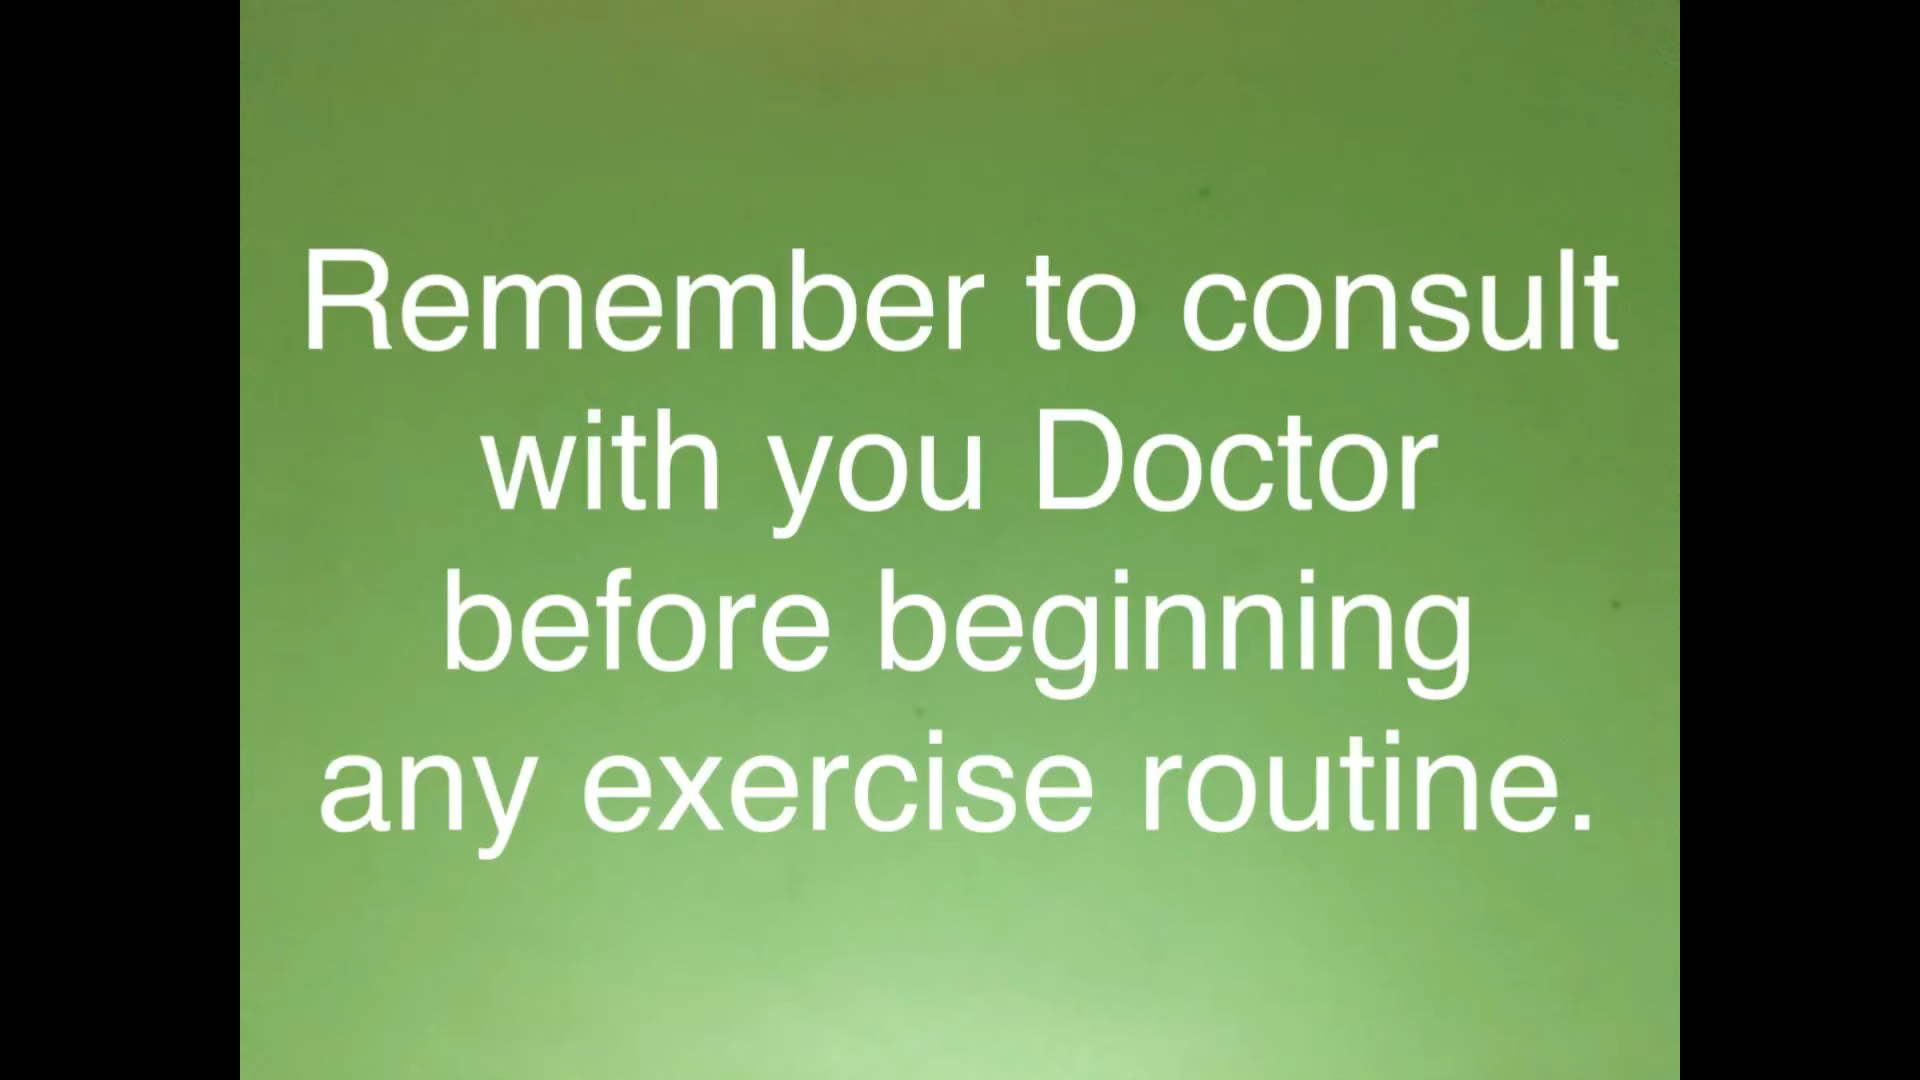 Remember to consult
with you Doctor
before beginning
any exercise routine.